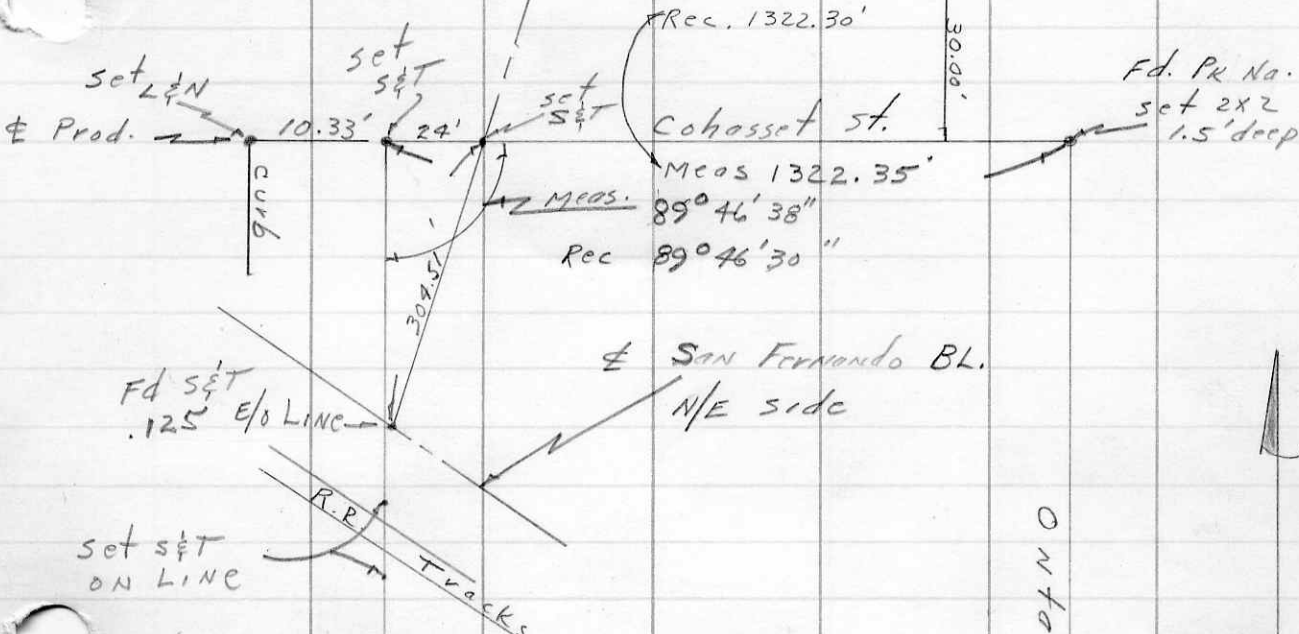 Rec. 1322.30'
30.00'
Fd. PK Na.
set 2x2
1.5' deep
set
S&T
set
L&N
set
S&T
℄ Prod.
10.33'
24'
Cohasset St.
Meas 1322.35'
curb
Meas. 89° 46' 38"
Rec 89° 46' 30"
304.51'
℄ San Fernando BL.
N/E side
Fd S&T
.125' E/o LINE
R.R. Tracks
set S&T
ON LINE
Onta